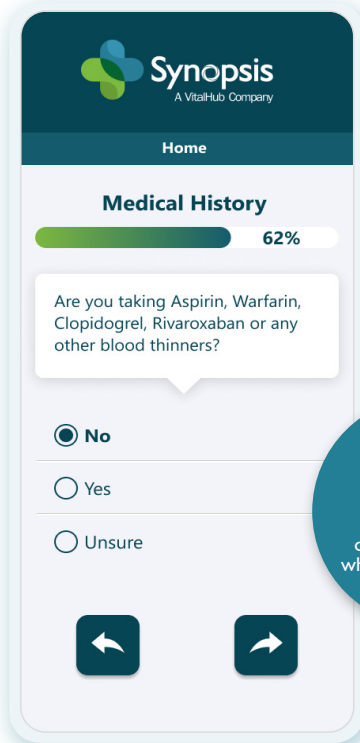 Synopsis
A VitalHub Company
Home
Medical History
62%
Are you taking Aspirin, Warfarin,
Clopidogrel, Rivaroxaban or any
other blood thinners?
No
Yes
Unsure